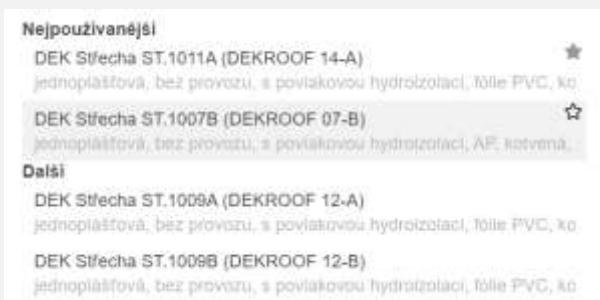 Nejpoužívanější
DEK Střecha ST.1011A (DEKROOF 14-A)
jednoplášťová, bez provozu, s povlakovou hydroizolací, fólie PVC, ko
DEK Střecha ST.1007B (DEKROOF 07-B)
jednoplášťová, bez provozu, s povlakovou hydroizolací, AP, kotvená,
Další
DEK Střecha ST.1009A (DEKROOF 12-A)
jednoplášťová, bez provozu, s povlakovou hydroizolací, fólie PVC, ko
DEK Střecha ST.1009B (DEKROOF 12-B)
jednoplášťová, bez provozu, s povlakovou hydroizolací, fólie PVC, ko